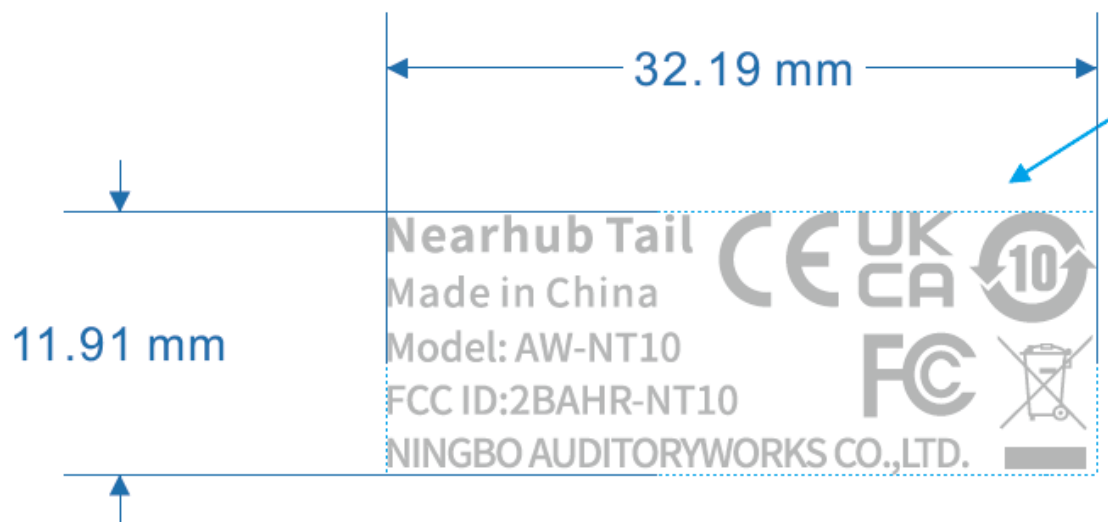 32.19 mm
11.91 mm
Nearhub Tail
Made in China
Model: AW-NT10
FCC ID:2BAHR-NT10
NINGBO AUDITORYWORKS CO.,LTD.
CE
UK
CA
10
FC